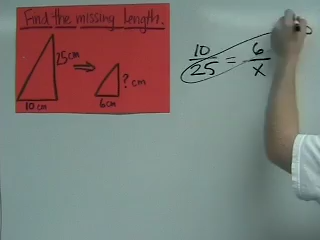 Find the missing Length.
25cm
? cm
10 cm
6cm
10 6
— = —
25 x